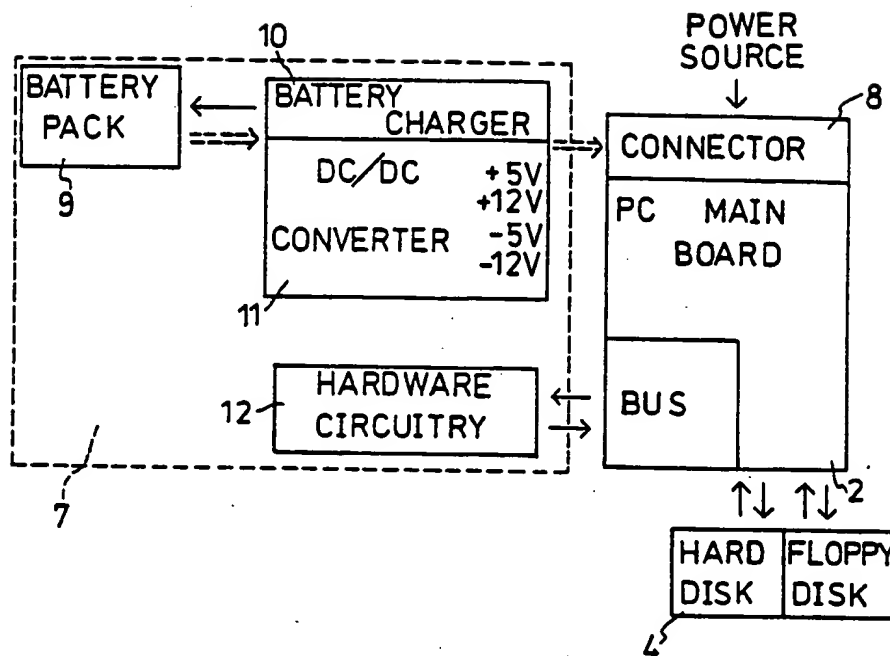 10
POWER
SOURCE
8
BATTERY
PACK
9
BATTERY
CHARGER
CONNECTOR
DC/DC
+5V
+12V
CONVERTER
-5V
-12V
11
PC MAIN
BOARD
12
HARDWARE
CIRCUITRY
BUS
7
2
HARD
DISK
FLOPPY
DISK
4